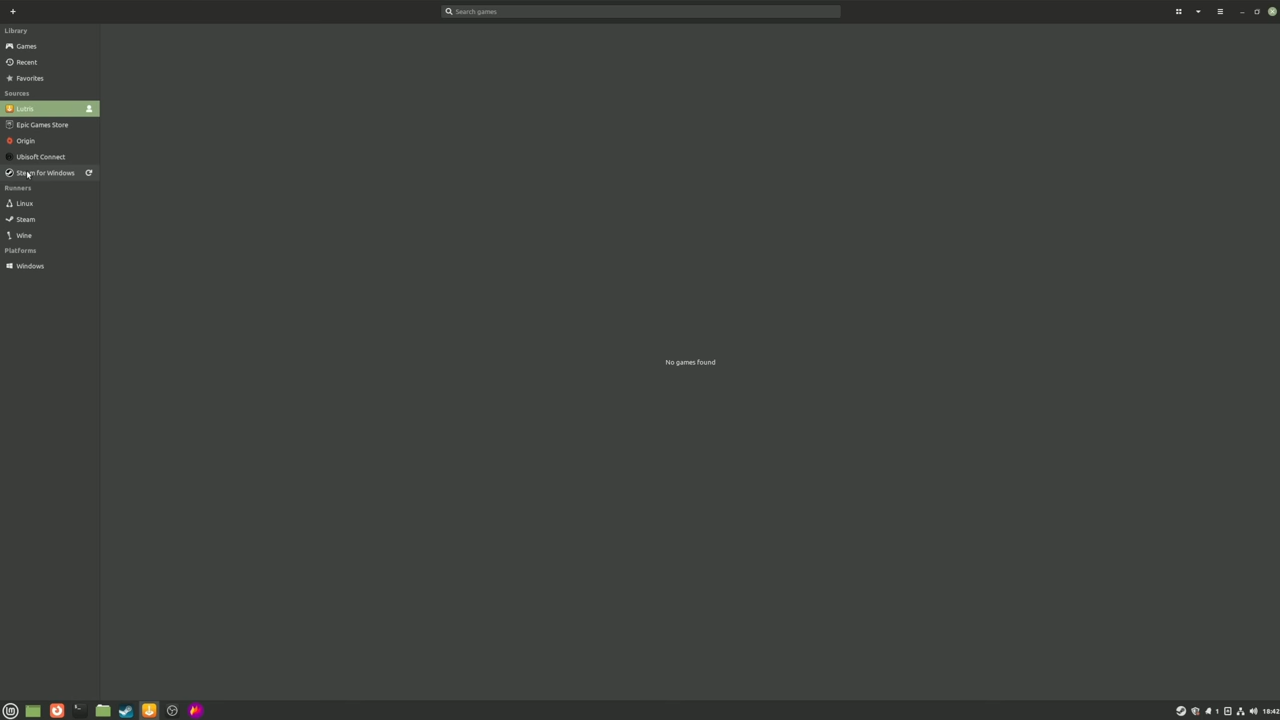 Search games
Library
Games
Recent
Favorites
Sources
Lutris
Epic Games Store
Origin
Ubisoft Connect
Steam for Windows
Runners
Linux
Steam
Wine
Platforms
Windows
No games found
1
18:42